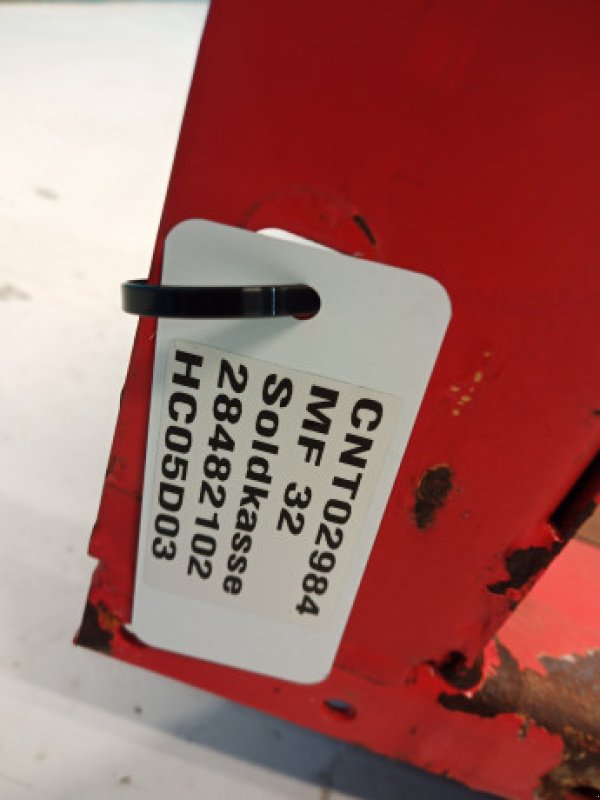 CNT02984
MF 32
Soldkasse
28482102
HC05D03